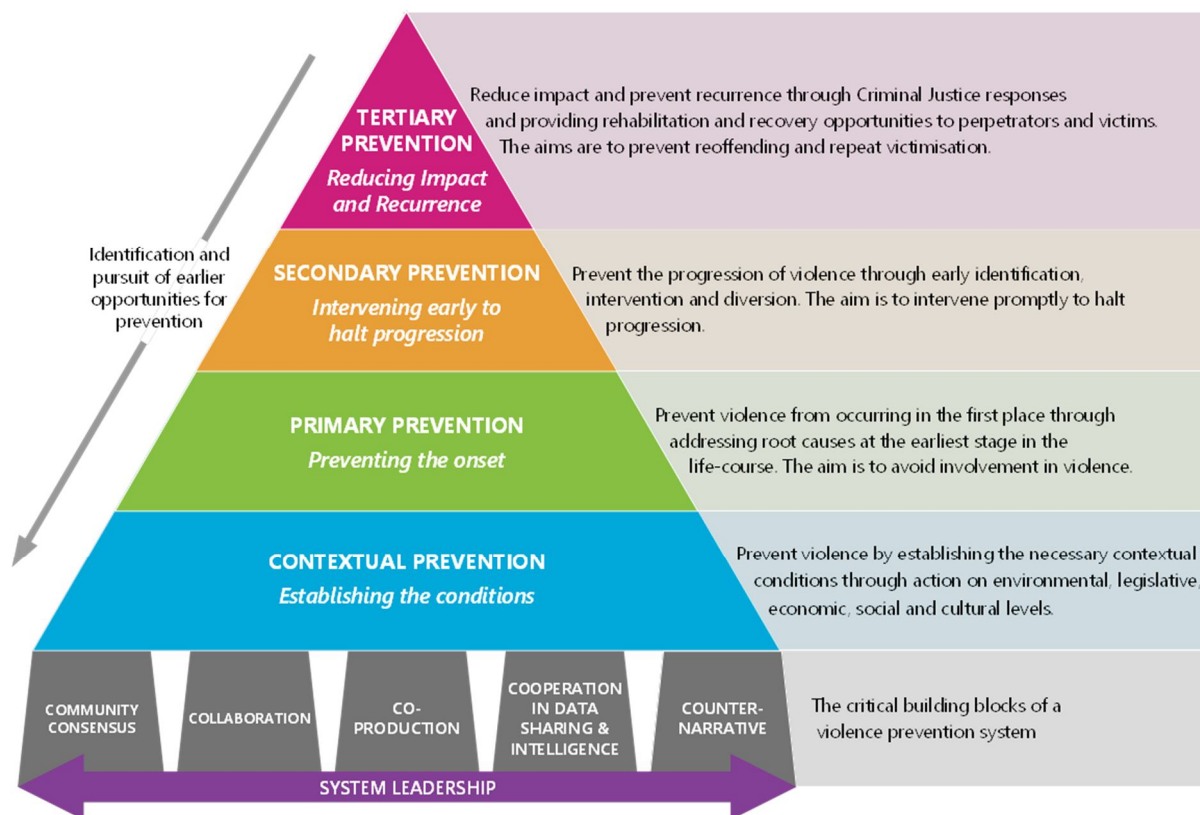 TERTIARY
PREVENTION
Reducing Impact
and Recurrence
Reduce impact and prevent recurrence through Criminal Justice responses
and providing rehabilitation and recovery opportunities to perpetrators and victims.
The aims are to prevent reoffending and repeat victimisation.
Identification and
pursuit of earlier
opportunities for
prevention
SECONDARY PREVENTION
Intervening early to
halt progression
Prevent the progression of violence through early identification,
intervention and diversion. The aim is to intervene promptly to halt
progression.
PRIMARY PREVENTION
Preventing the onset
Prevent violence from occurring in the first place through
addressing root causes at the earliest stage in the
life-course. The aim is to avoid involvement in violence.
CONTEXTUAL PREVENTION
Establishing the conditions
Prevent violence by establishing the necessary contextual
conditions through action on environmental, legislative,
economic, social and cultural levels.
COMMUNITY
CONSENSUS
COLLABORATION
CO-
PRODUCTION
COOPERATION
IN DATA
SHARING &
INTELLIGENCE
COUNTER-
NARRATIVE
The critical building blocks of a
violence prevention system
SYSTEM LEADERSHIP